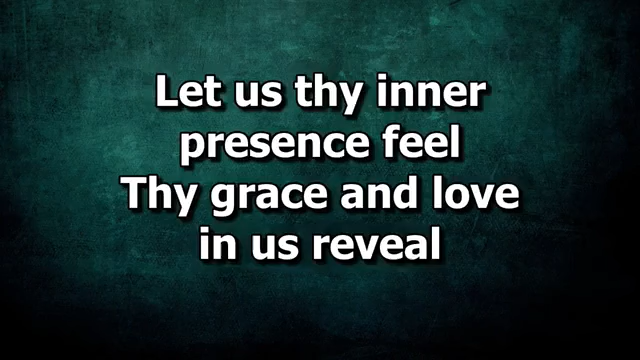 Let us thy inner
presence feel
Thy grace and love
in us reveal